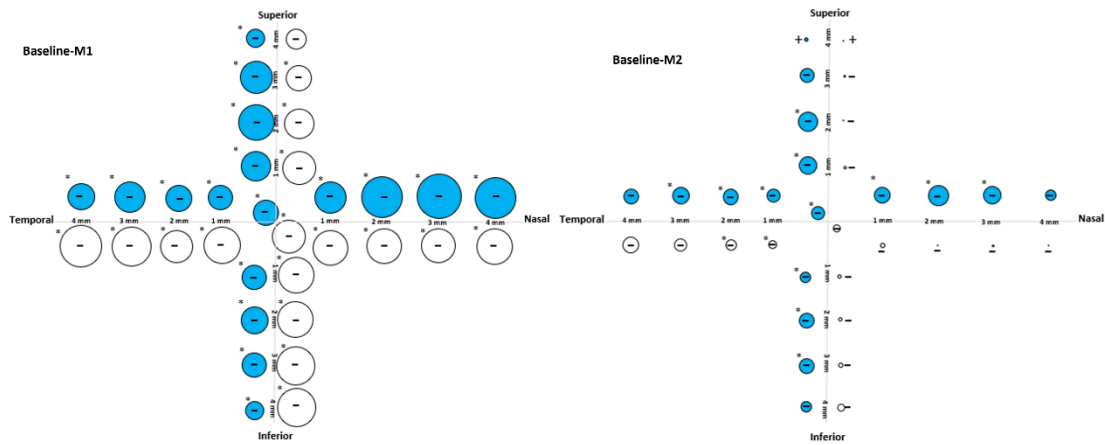 Superior
Baseline-M1
4 mm
3 mm
2 mm
1 mm
Temporal
4 mm 3 mm 2 mm 1 mm
1 mm 2 mm 3 mm 4 mm
Nasal
1 mm
2 mm
3 mm
4 mm
Inferior
Superior
Baseline-M2
4 mm
3 mm
2 mm
1 mm
Temporal
4 mm 3 mm 2 mm 1 mm
1 mm 2 mm 3 mm 4 mm
Nasal
1 mm
2 mm
3 mm
4 mm
Inferior